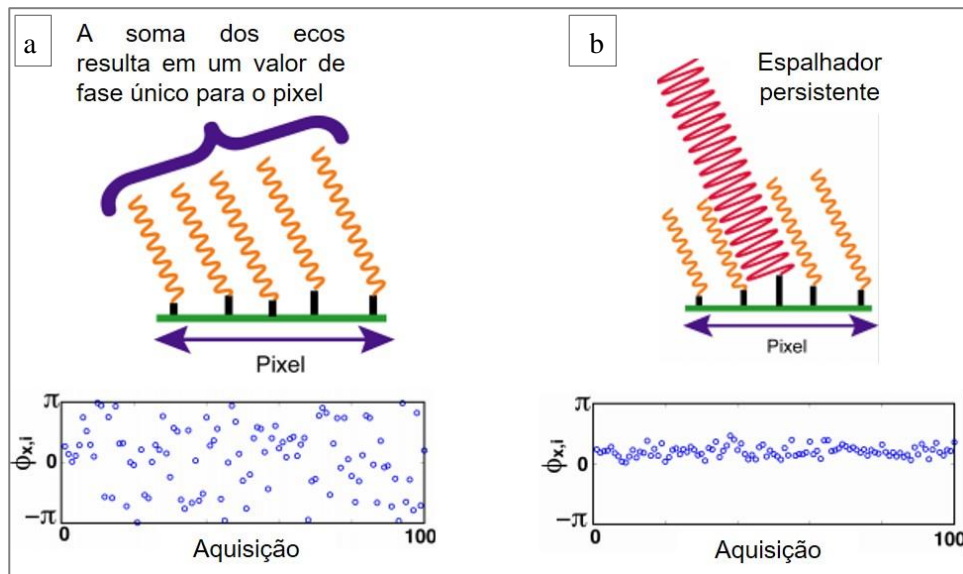 a
A soma dos ecos
resulta em um valor de
fase único para o pixel
Pixel
π
ϕx,i
0
−π
0
100
Aquisição
b
Espalhador
persistente
Pixel
π
ϕx,i
0
−π
0
100
Aquisição